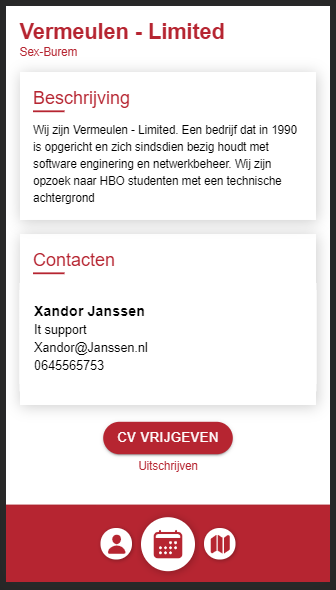 Vermeulen - Limited
Sex-Burem
Beschrijving
Wij zijn Vermeulen - Limited. Een bedrijf dat in 1990
is opgericht en zich sindsdien bezig houdt met
software enginering en netwerkbeheer. Wij zijn
opzoek naar HBO studenten met een technische
achtergrond
Contacten
Xandor Janssen
It support
Xandor@Janssen.nl
0645565753
CV VRIJGEVEN
Uitschrijven